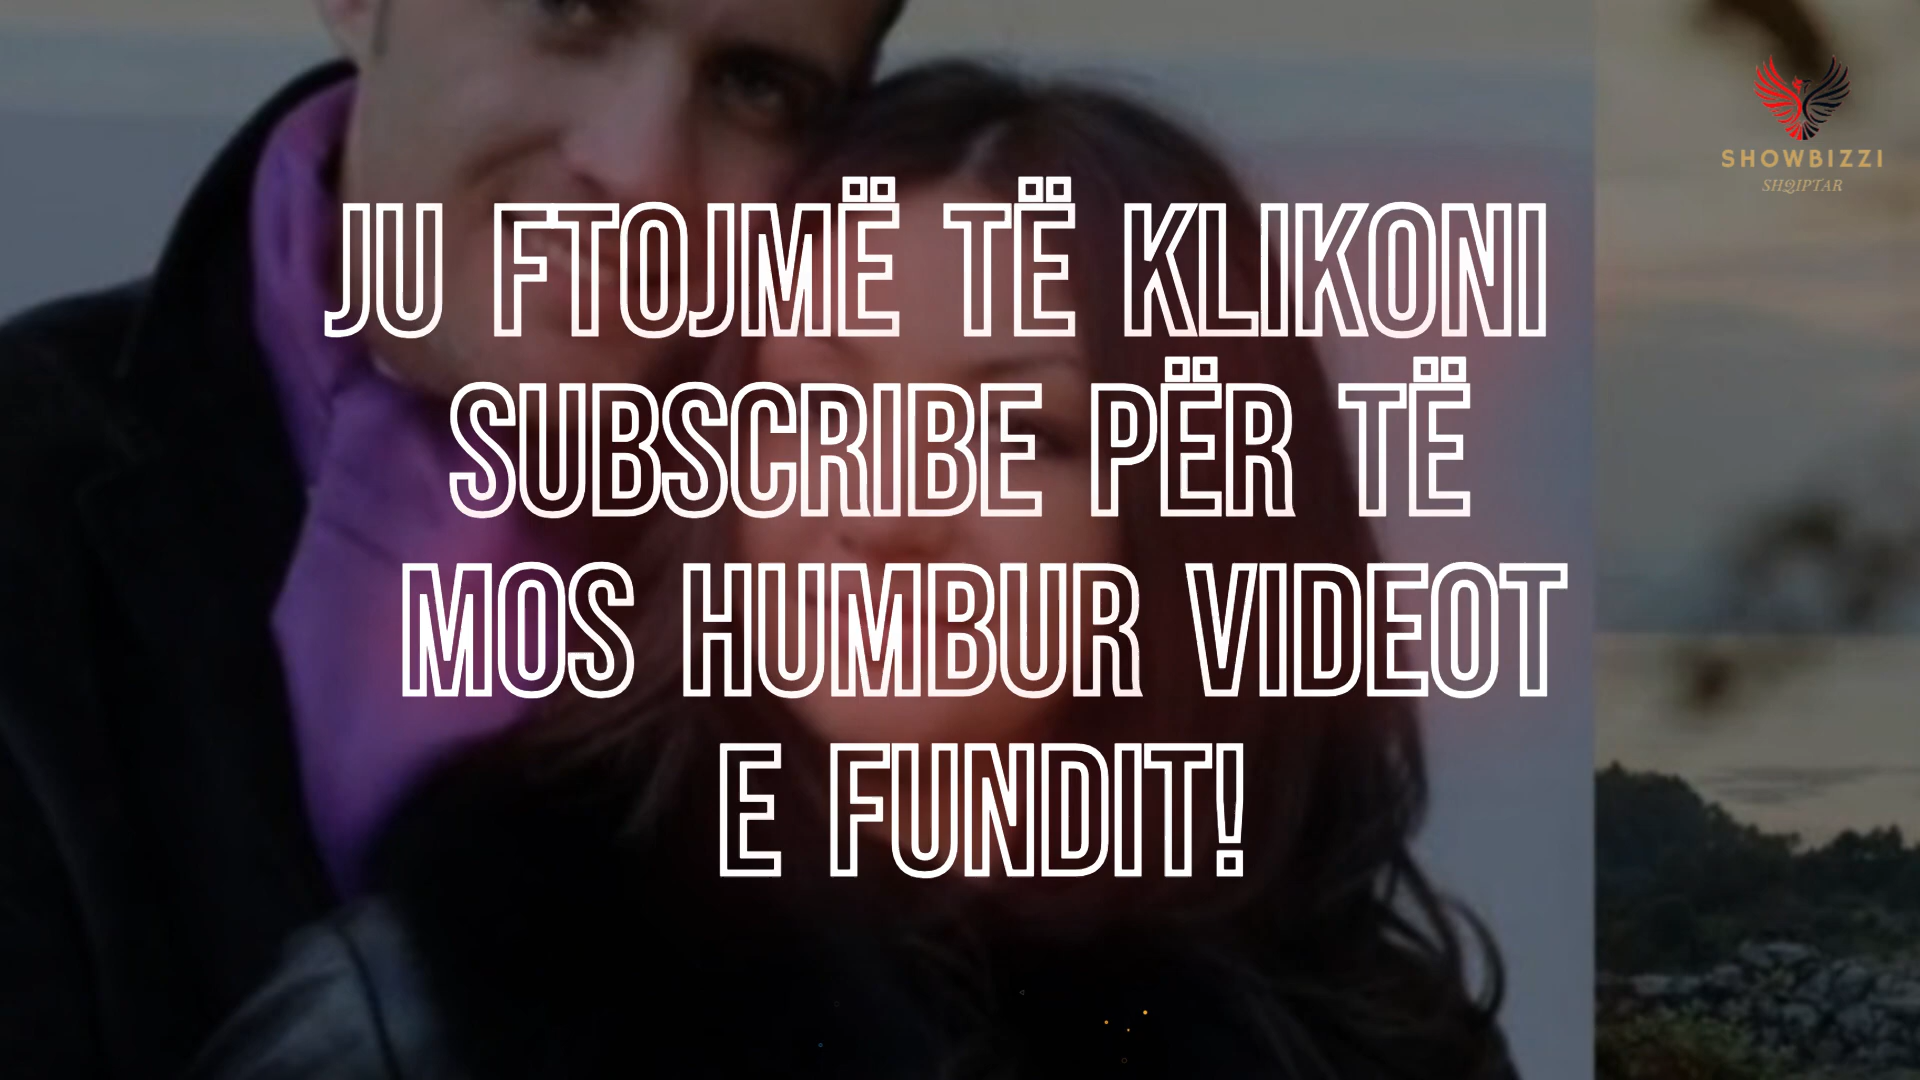 SHOWBIZZI
SHQIPTAR
JU FTOJMË TË KLIKONI
SUBSCRIBE PËR TË
MOS HUMBUR VIDEOT
E FUNDIT!